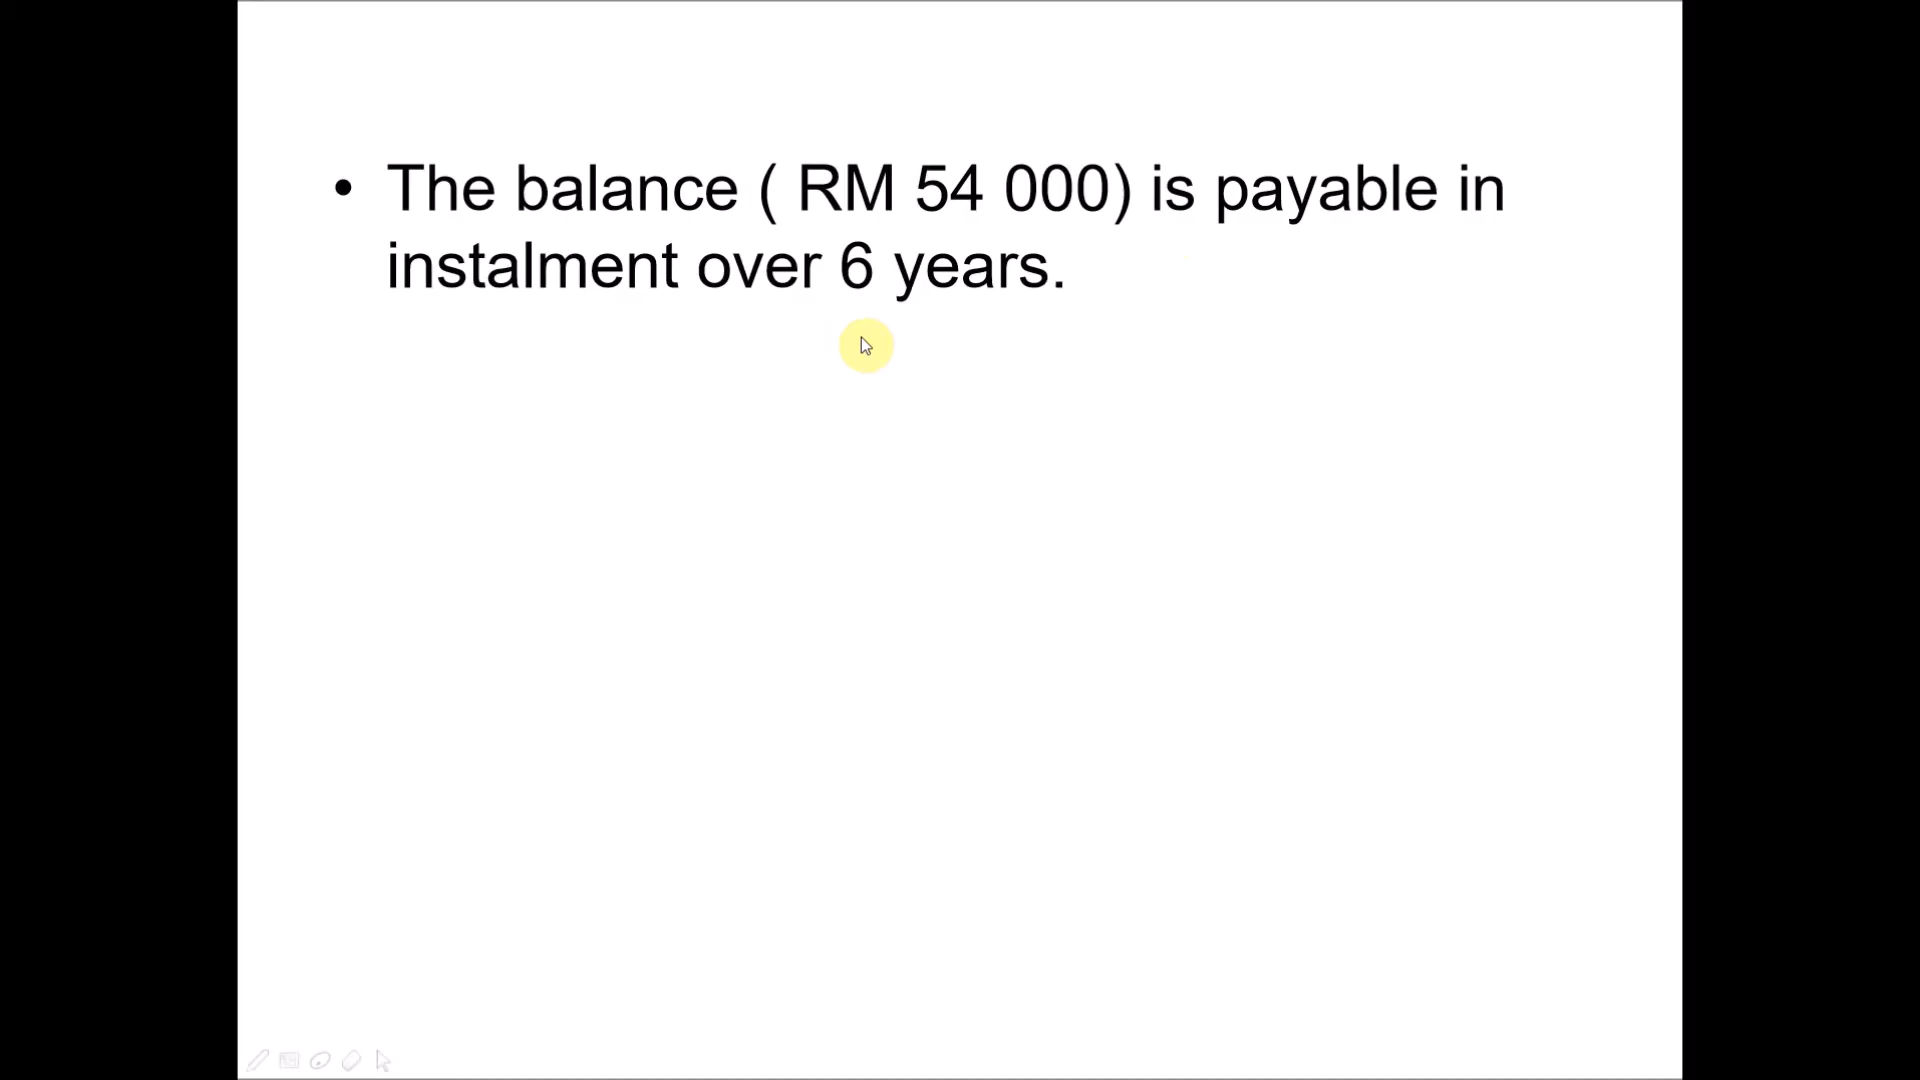 • The balance ( RM 54 000) is payable in
instalment over 6 years.